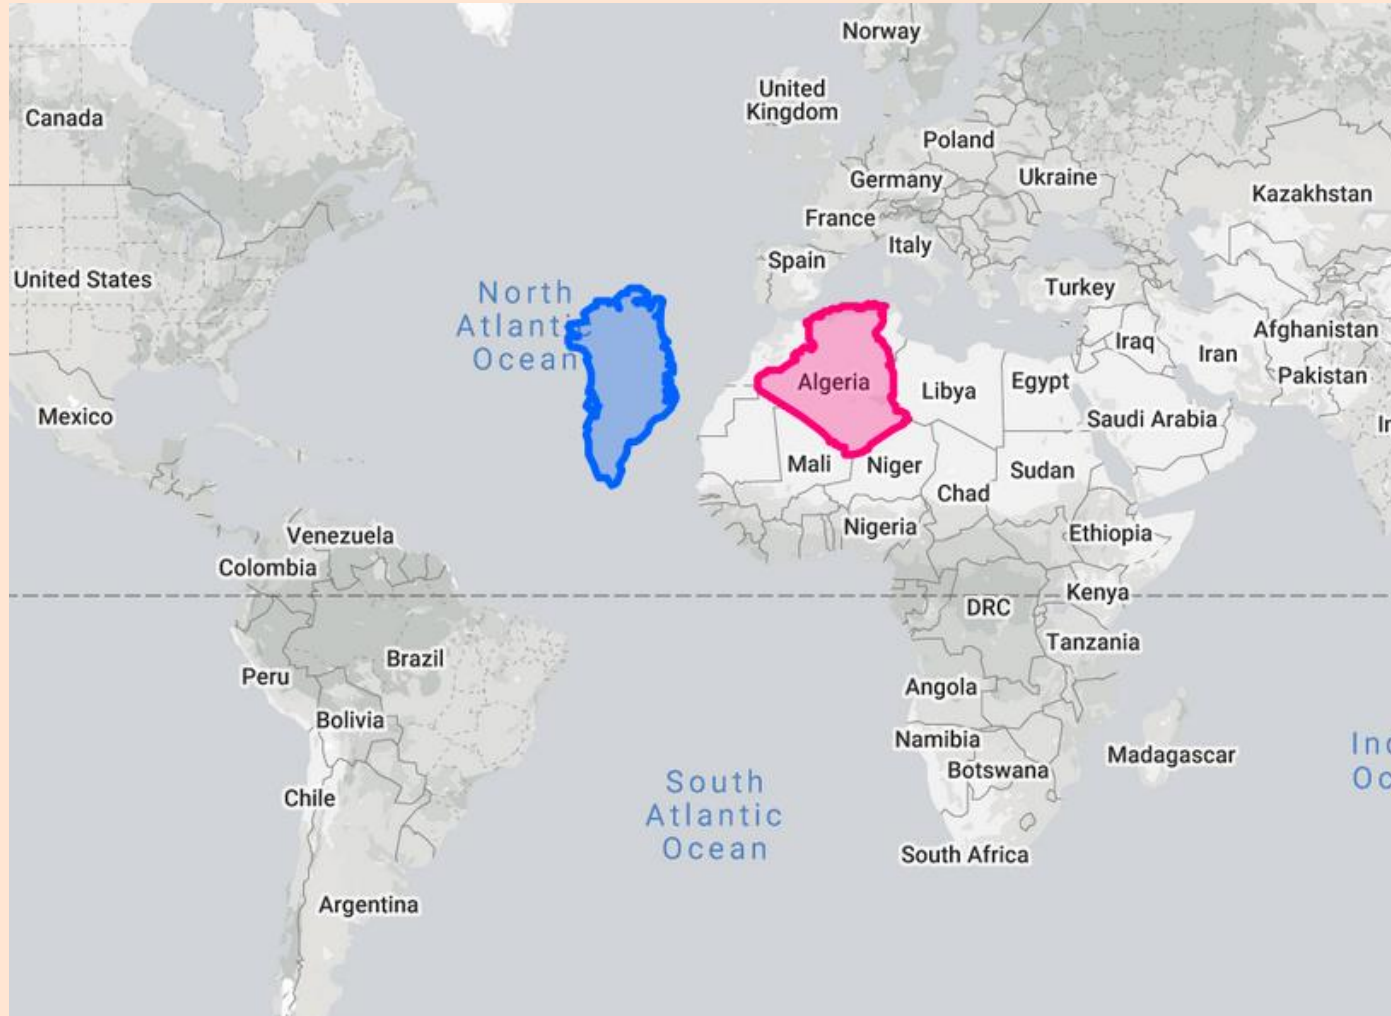 Norway
United
Kingdom
Canada
Poland
Germany
Ukraine
Kazakhstan
France
Italy
Spain
United States
Turkey
North
Atlantic
Ocean
Afghanistan
Iraq
Iran
Pakistan
Algeria
Libya
Egypt
Mexico
Saudi Arabia
Mali
Niger
Sudan
Chad
Nigeria
Ethiopia
Venezuela
Colombia
Kenya
DRC
Tanzania
Brazil
Peru
Angola
Bolivia
Namibia
Madagascar
Botswana
South
Atlantic
Ocean
Chile
South Africa
Argentina